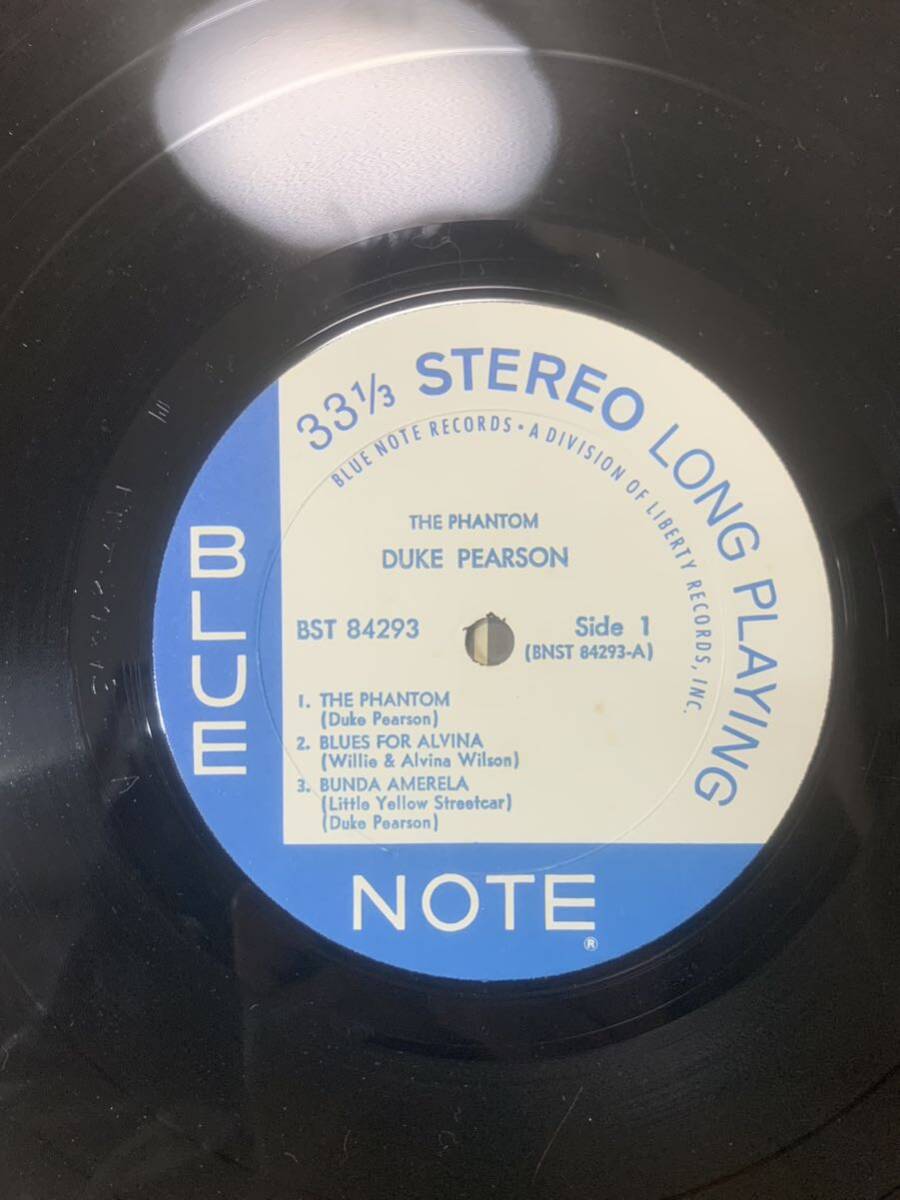 33⅓ STEREO LONG PLAYING
BLUE NOTE RECORDS • A DIVISION OF LIBERTY RECORDS, INC.
THE PHANTOM
DUKE PEARSON
BST 84293
Side 1
(BNST 84293-A)
1. THE PHANTOM
(Duke Pearson)
2. BLUES FOR ALVINA
(Willie & Alvina Wilson)
3. BUNDA AMERELA
(Little Yellow Streetcar)
(Duke Pearson)
BLUE
NOTE
®